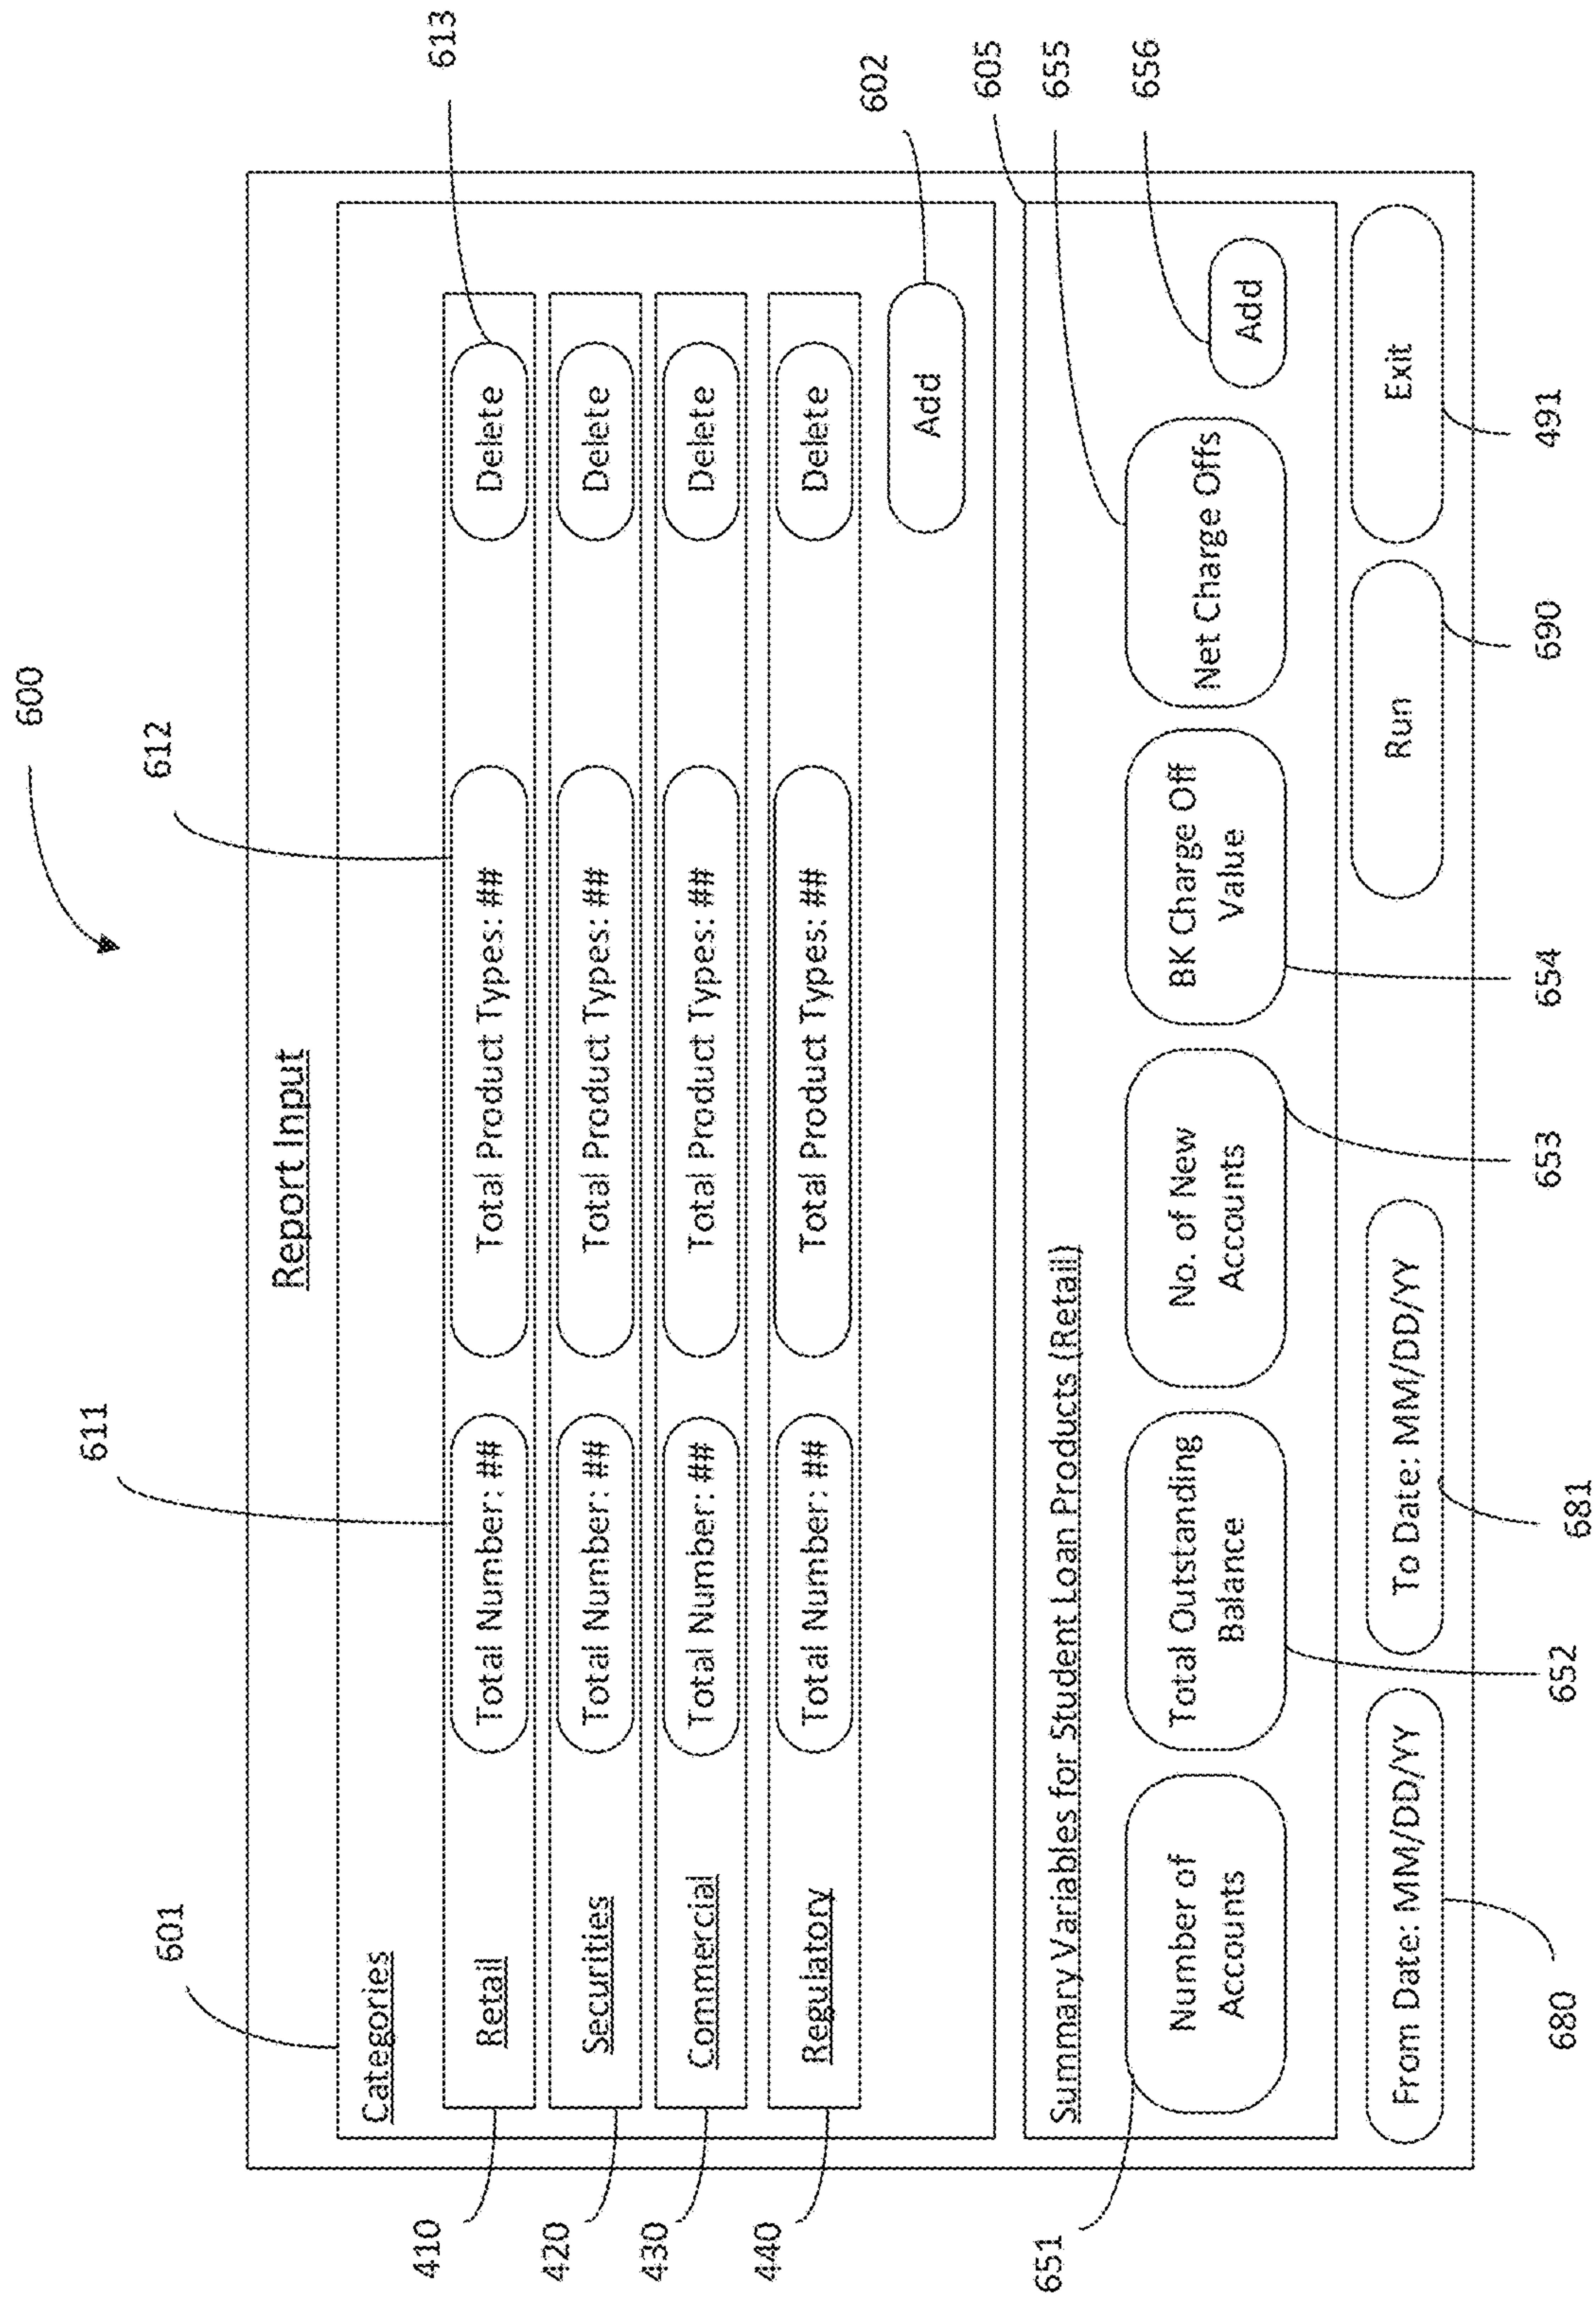 600
Report Input
601
611
612
613
Categories
410
Retail
Total Number: ##
Total Product Types: ##
Delete
420
Securities
Total Number: ##
Total Product Types: ##
Delete
430
Commercial
Total Number: ##
Total Product Types: ##
Delete
440
Regulatory
Total Number: ##
Total Product Types: ##
Delete
Add
602
605
Summary Variables for Student Loan Products (Retail)
655
656
651
Number of
Accounts
Total Outstanding
Balance
No. of New
Accounts
BK Charge Off
Value
Net Charge Offs
Add
From Date: MM/DD/YY
To Date: MM/DD/YY
Run
Exit
680
652
681
653
654
690
491